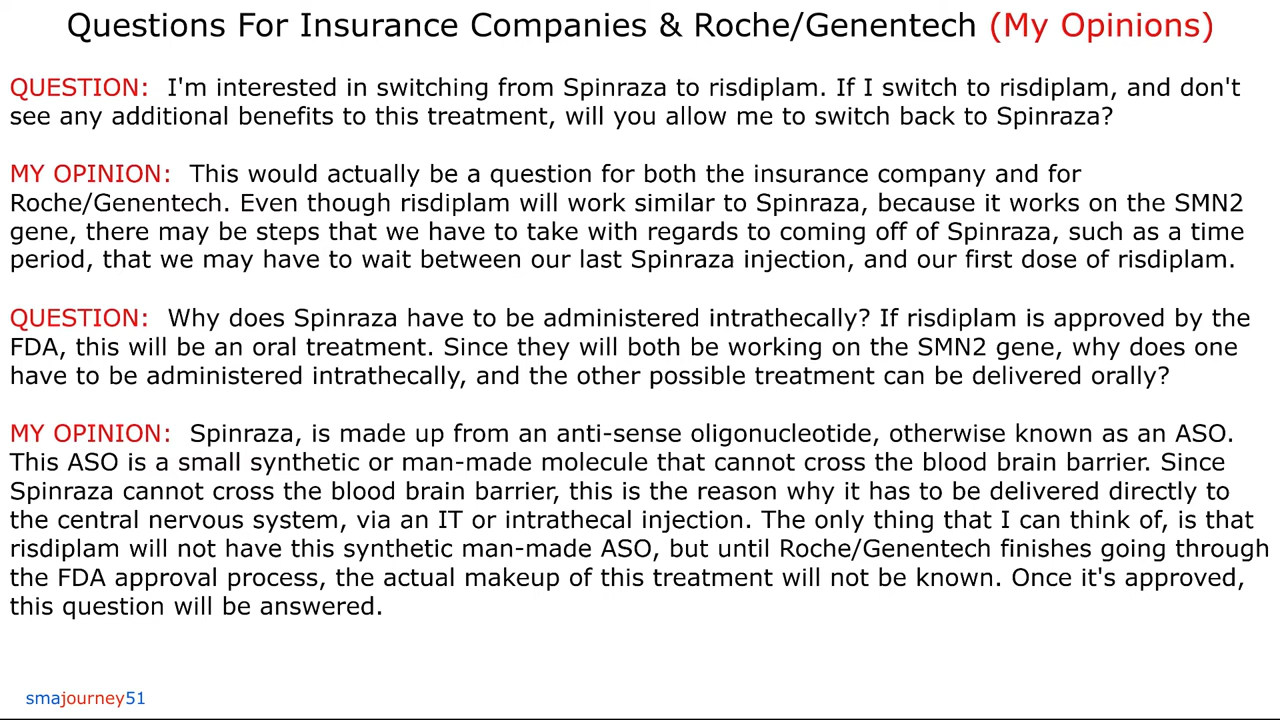 Questions For Insurance Companies & Roche/Genentech (My Opinions)
QUESTION: I'm interested in switching from Spinraza to risdiplam. If I switch to risdiplam, and don't
see any additional benefits to this treatment, will you allow me to switch back to Spinraza?
MY OPINION: This would actually be a question for both the insurance company and for
Roche/Genentech. Even though risdiplam will work similar to Spinraza, because it works on the SMN2
gene, there may be steps that we have to take with regards to coming off of Spinraza, such as a time
period, that we may have to wait between our last Spinraza injection, and our first dose of risdiplam.
QUESTION: Why does Spinraza have to be administered intrathecally? If risdiplam is approved by the
FDA, this will be an oral treatment. Since they will both be working on the SMN2 gene, why does one
have to be administered intrathecally, and the other possible treatment can be delivered orally?
MY OPINION: Spinraza, is made up from an anti-sense oligonucleotide, otherwise known as an ASO.
This ASO is a small synthetic or man-made molecule that cannot cross the blood brain barrier. Since
Spinraza cannot cross the blood brain barrier, this is the reason why it has to be delivered directly to
the central nervous system, via an IT or intrathecal injection. The only thing that I can think of, is that
risdiplam will not have this synthetic man-made ASO, but until Roche/Genentech finishes going through
the FDA approval process, the actual makeup of this treatment will not be known. Once it's approved,
this question will be answered.
smajourney51